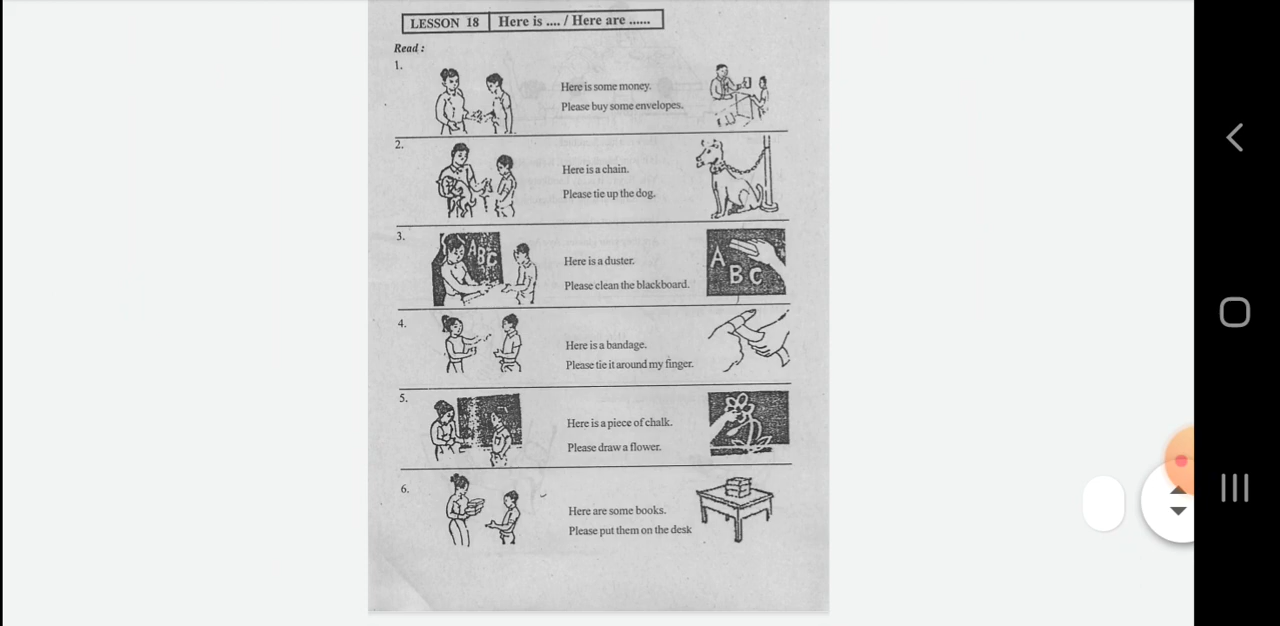 LESSON 18 Here is .... / Here are ......
Read :
1.
Here is some money.
Please buy some envelopes.
2.
Here is a chain.
Please tie up the dog.
3.
ABC
Here is a duster.
Please clean the blackboard.
A
B C
4.
Here is a bandage.
Please tie it around my finger.
5.
Here is a piece of chalk.
Please draw a flower.
6.
Here are some books.
Please put them on the desk